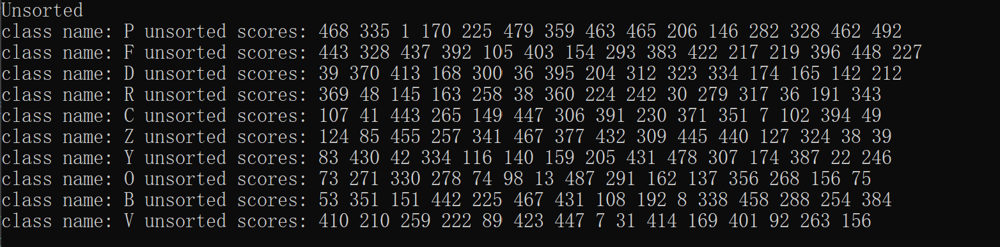 Unsorted
class name: P unsorted scores: 468 335 1 170 225 479 359 463 465 206 146 282 328 462 492
class name: F unsorted scores: 443 328 437 392 105 403 154 293 383 422 217 219 396 448 227
class name: D unsorted scores: 39 370 413 168 300 36 395 204 312 323 334 174 165 142 212
class name: R unsorted scores: 369 48 145 163 258 38 360 224 242 30 279 317 36 191 343
class name: C unsorted scores: 107 41 443 265 149 447 306 391 230 371 351 7 102 394 49
class name: Z unsorted scores: 124 85 455 257 341 467 377 432 309 445 440 127 324 38 39
class name: Y unsorted scores: 83 430 42 334 116 140 159 205 431 478 307 174 387 22 246
class name: O unsorted scores: 73 271 330 278 74 98 13 487 291 162 137 356 268 156 75
class name: B unsorted scores: 53 351 151 442 225 467 431 108 192 8 338 458 288 254 384
class name: V unsorted scores: 410 210 259 222 89 423 447 7 31 414 169 401 92 263 156